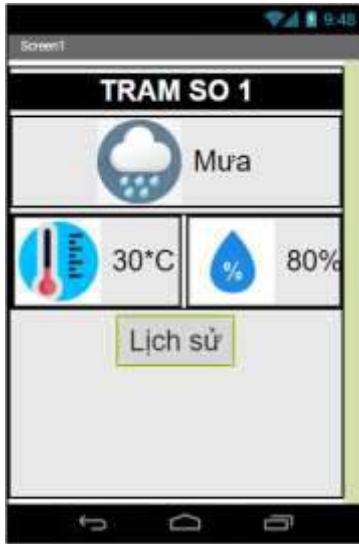 9:48
Screen1
TRAM SO 1
Mưa
30*C
%
80%
Lịch sử